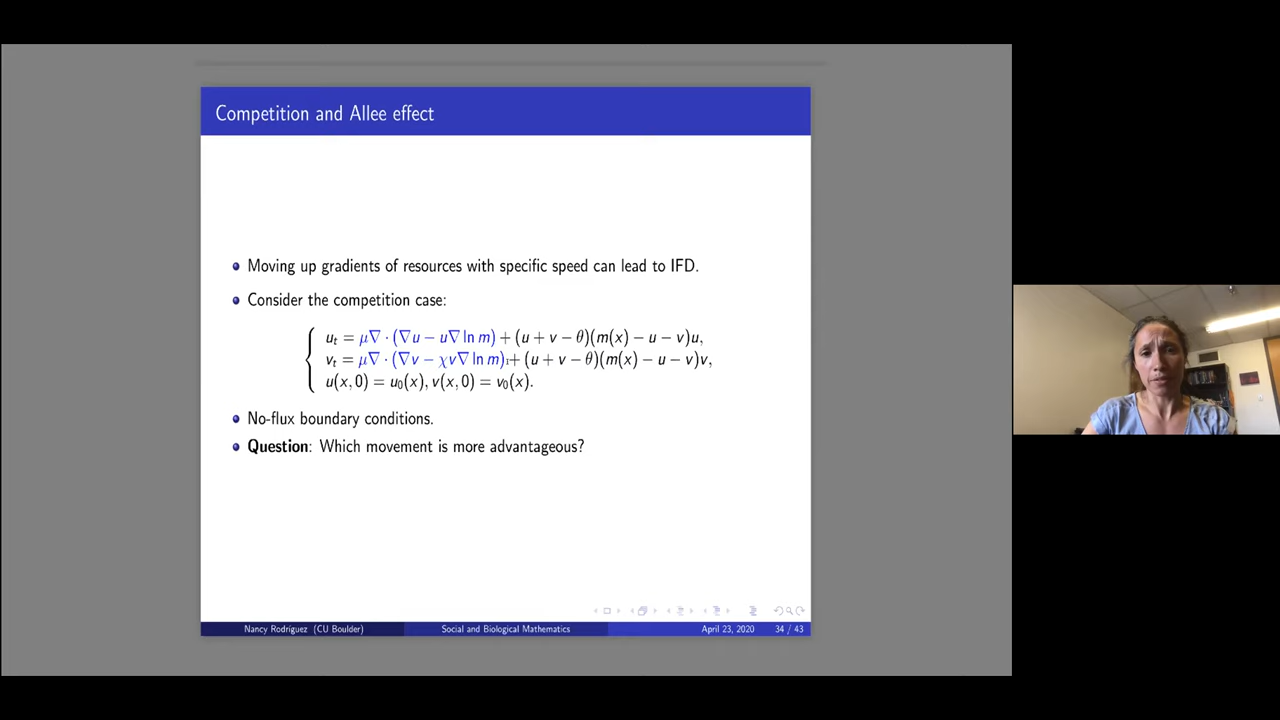 Competition and Allee effect
Moving up gradients of resources with specific speed can lead to IFD.
Consider the competition case:
u_t = μ∇ · (∇u − u∇ ln m) + (u + v − θ)(m(x) − u − v)u,
v_t = μ∇ · (∇v − χv∇ ln m) + (u + v − θ)(m(x) − u − v)v,
u(x, 0) = u_0(x), v(x, 0) = v_0(x).
No-flux boundary conditions.
Question: Which movement is more advantageous?
Nancy Rodriguez (CU Boulder) Social and Biological Mathematics April 23, 2020 34 / 43